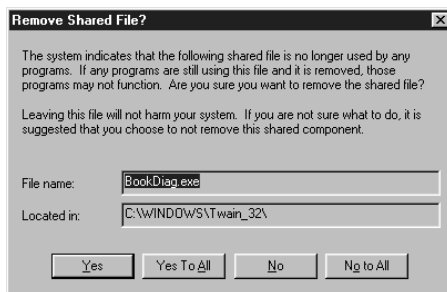 Remove Shared File?
The system indicates that the following shared file is no longer used by any
programs. If any programs are still using this file and it is removed, those
programs may not function. Are you sure you want to remove the shared file?
Leaving this file will not harm your system. If you are not sure what to do, it is
suggested that you choose to not remove this shared component.
File name: BookDiag.exe
Located in: C:\WINDOWS\Twain_32\
Yes Yes To All No No to All